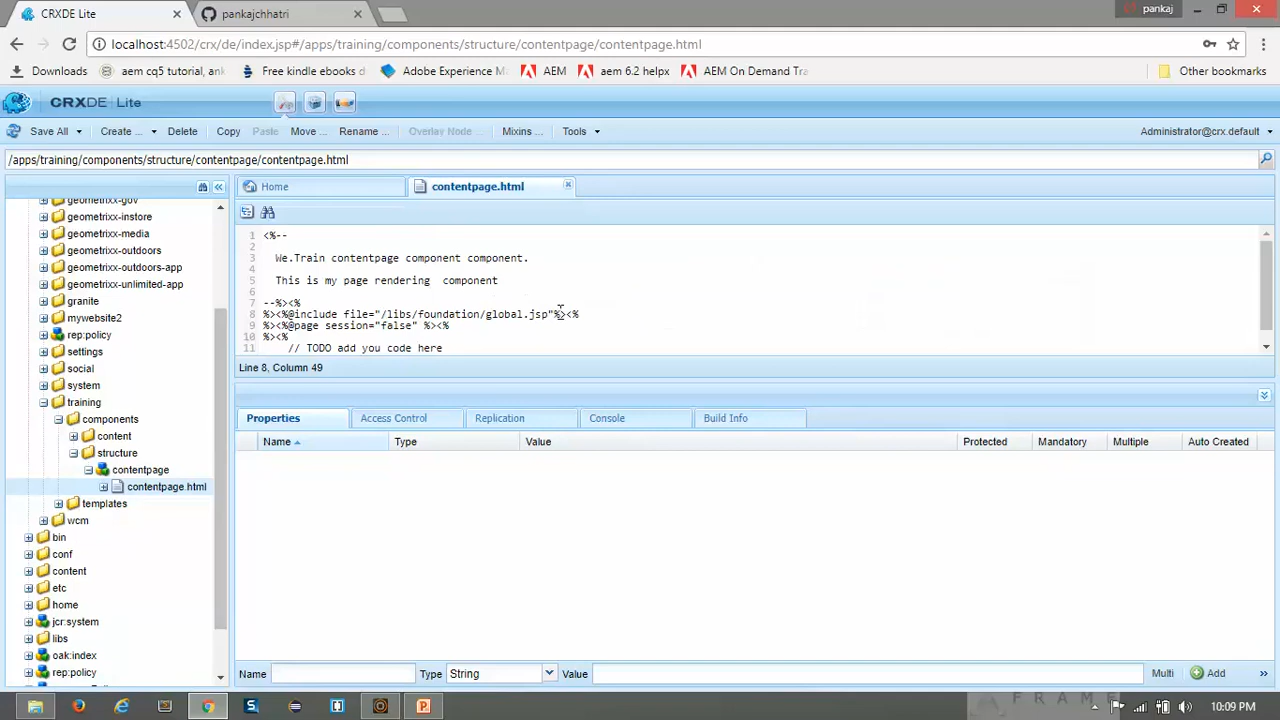 CRXDE Lite
pankajchhatri
pankaj
localhost:4502/crx/de/index.jsp#/apps/training/components/structure/contentpage/contentpage.html
Downloads
aem cq5 tutorial, ank
Free kindle ebooks d
Adobe Experience M
AEM
aem 6.2 helpx
AEM On Demand Tra
Other bookmarks
CRXDE Lite
Save All
Create ...
Delete
Copy
Paste
Move ...
Rename ...
Overlay Node ...
Mixins ...
Tools
Administrator@crx.default
/apps/training/components/structure/contentpage/contentpage.html
geometrixx-gov
geometrixx-instore
geometrixx-media
geometrixx-outdoors
geometrixx-outdoors-app
geometrixx-unlimited-app
granite
mywebsite2
rep:policy
settings
social
system
training
components
content
structure
contentpage
contentpage.html
templates
wcm
bin
conf
content
etc
home
jcr:system
libs
oak:index
rep:policy
Home
contentpage.html
1 <%--
2
3 We.Train contentpage component component.
4
5 This is my page rendering component
6
7 --%><%
8 %><%@include file="/libs/foundation/global.jsp"%><%
9 %><%@page session="false" %><%
10 %><%
11 // TODO add you code here
Line 8, Column 49
Properties
Access Control
Replication
Console
Build Info
Name
Type
Value
Protected
Mandatory
Multiple
Auto Created
Name
Type
String
Value
Multi
Add
FRAME
10:09 PM